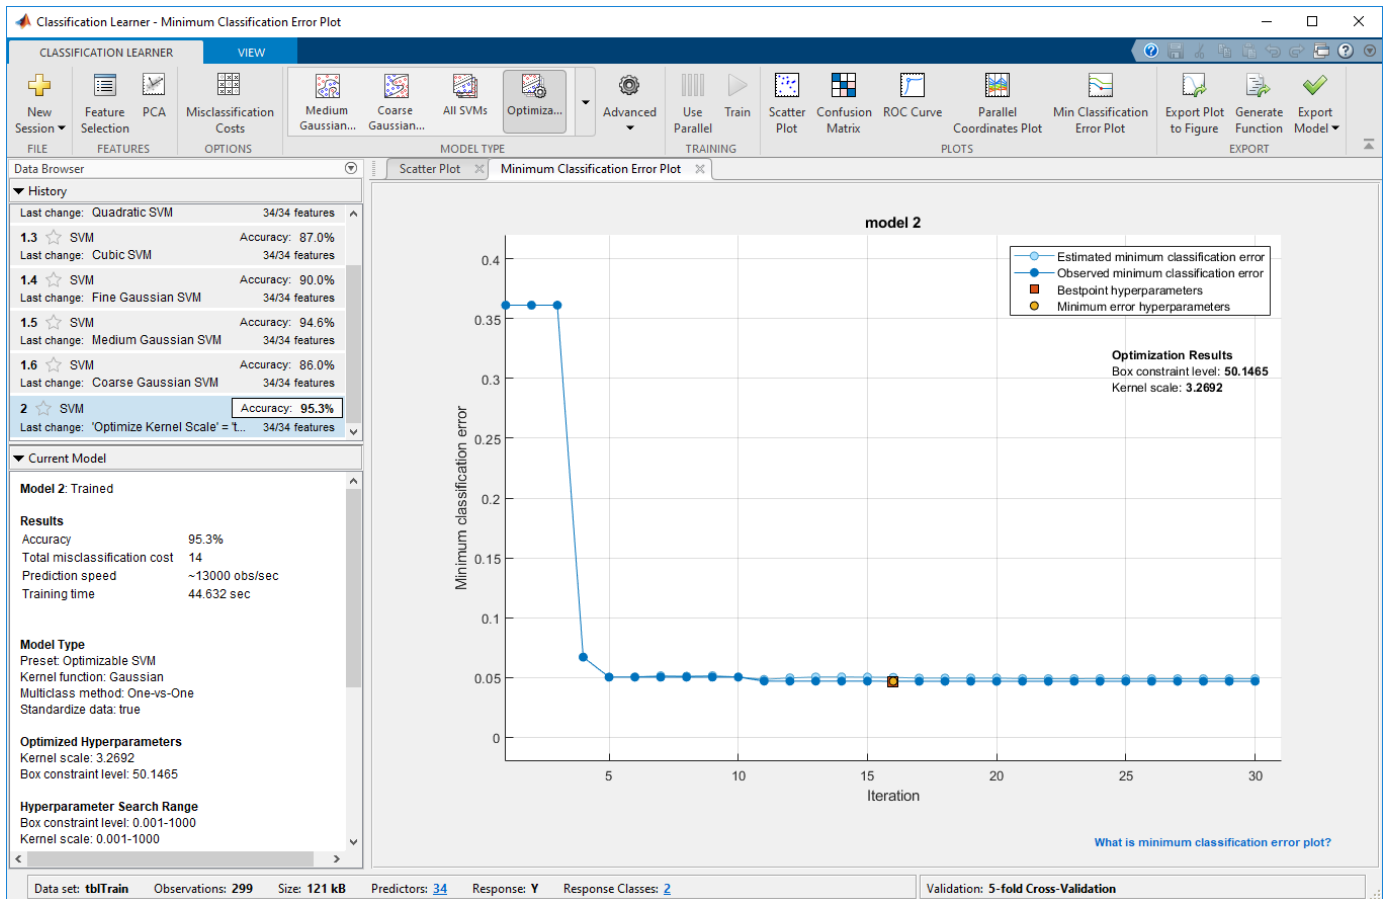 Classification Learner - Minimum Classification Error Plot
CLASSIFICATION LEARNER
VIEW
New
Session
Feature
Selection
PCA
Misclassification
Costs
Medium
Gaussian...
Coarse
Gaussian...
All SVMs
Optimiza...
Advanced
Use
Parallel
Train
Scatter
Plot
Confusion
Matrix
ROC Curve
Parallel
Coordinates Plot
Min Classification
Error Plot
Export Plot
to Figure
Generate
Function
Export
Model
FILE
FEATURES
OPTIONS
MODEL TYPE
TRAINING
PLOTS
EXPORT
Data Browser
History
Last change: Quadratic SVM 34/34 features
1.3 SVM Accuracy: 87.0%
Last change: Cubic SVM 34/34 features
1.4 SVM Accuracy: 90.0%
Last change: Fine Gaussian SVM 34/34 features
1.5 SVM Accuracy: 94.6%
Last change: Medium Gaussian SVM 34/34 features
1.6 SVM Accuracy: 86.0%
Last change: Coarse Gaussian SVM 34/34 features
2 SVM Accuracy: 95.3%
Last change: 'Optimize Kernel Scale' = 't... 34/34 features
Current Model
Model 2: Trained
Results
Accuracy 95.3%
Total misclassification cost 14
Prediction speed ~13000 obs/sec
Training time 44.632 sec
Model Type
Preset: Optimizable SVM
Kernel function: Gaussian
Multiclass method: One-vs-One
Standardize data: true
Optimized Hyperparameters
Kernel scale: 3.2692
Box constraint level: 50.1465
Hyperparameter Search Range
Box constraint level: 0.001-1000
Kernel scale: 0.001-1000
Scatter Plot
Minimum Classification Error Plot
model 2
Estimated minimum classification error
Observed minimum classification error
Bestpoint hyperparameters
Minimum error hyperparameters
Optimization Results
Box constraint level: 50.1465
Kernel scale: 3.2692
Minimum classification error
0.4
0.35
0.3
0.25
0.2
0.15
0.1
0.05
0
5 10 15 20 25 30
Iteration
What is minimum classification error plot?
Data set: tblTrain Observations: 299 Size: 121 kB Predictors: 34 Response: Y Response Classes: 2
Validation: 5-fold Cross-Validation